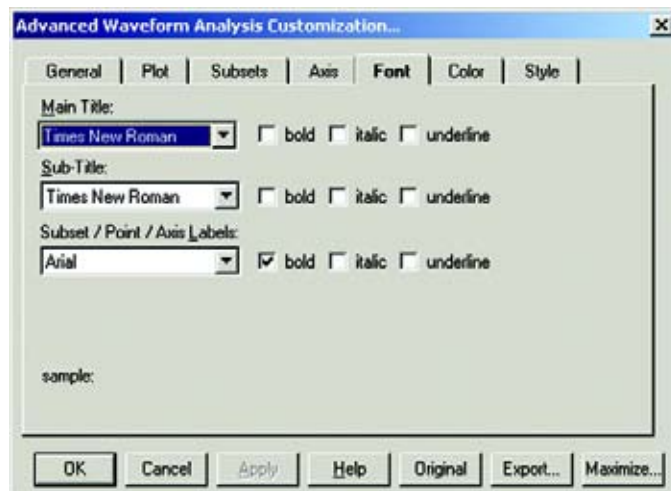 Advanced Waveform Analysis Customization...
General Plot Subsets Axis Font Color Style
Main Title:
Times New Roman bold italic underline
Sub-Title:
Times New Roman bold italic underline
Subset / Point / Axis Labels:
Arial bold italic underline
sample:
OK Cancel Apply Help Original Export... Maximize...